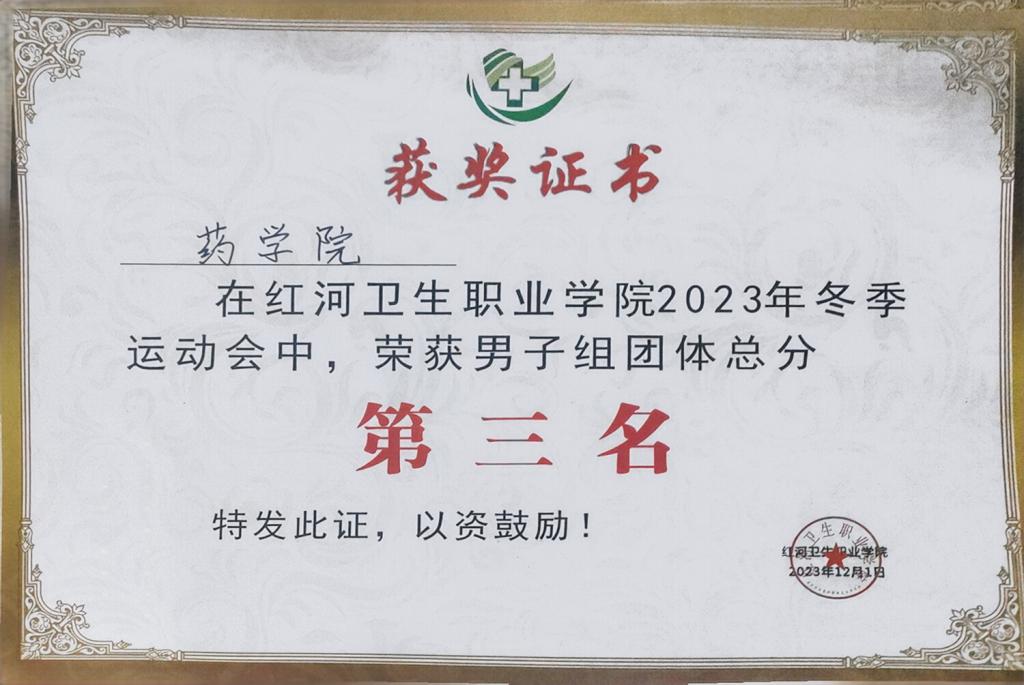 获奖证书
药学院
在红河卫生职业学院2023年冬季
运动会中，荣获男子组团体总分
第三名
特发此证，以资鼓励！
红河卫生职业学院
2023年12月1日